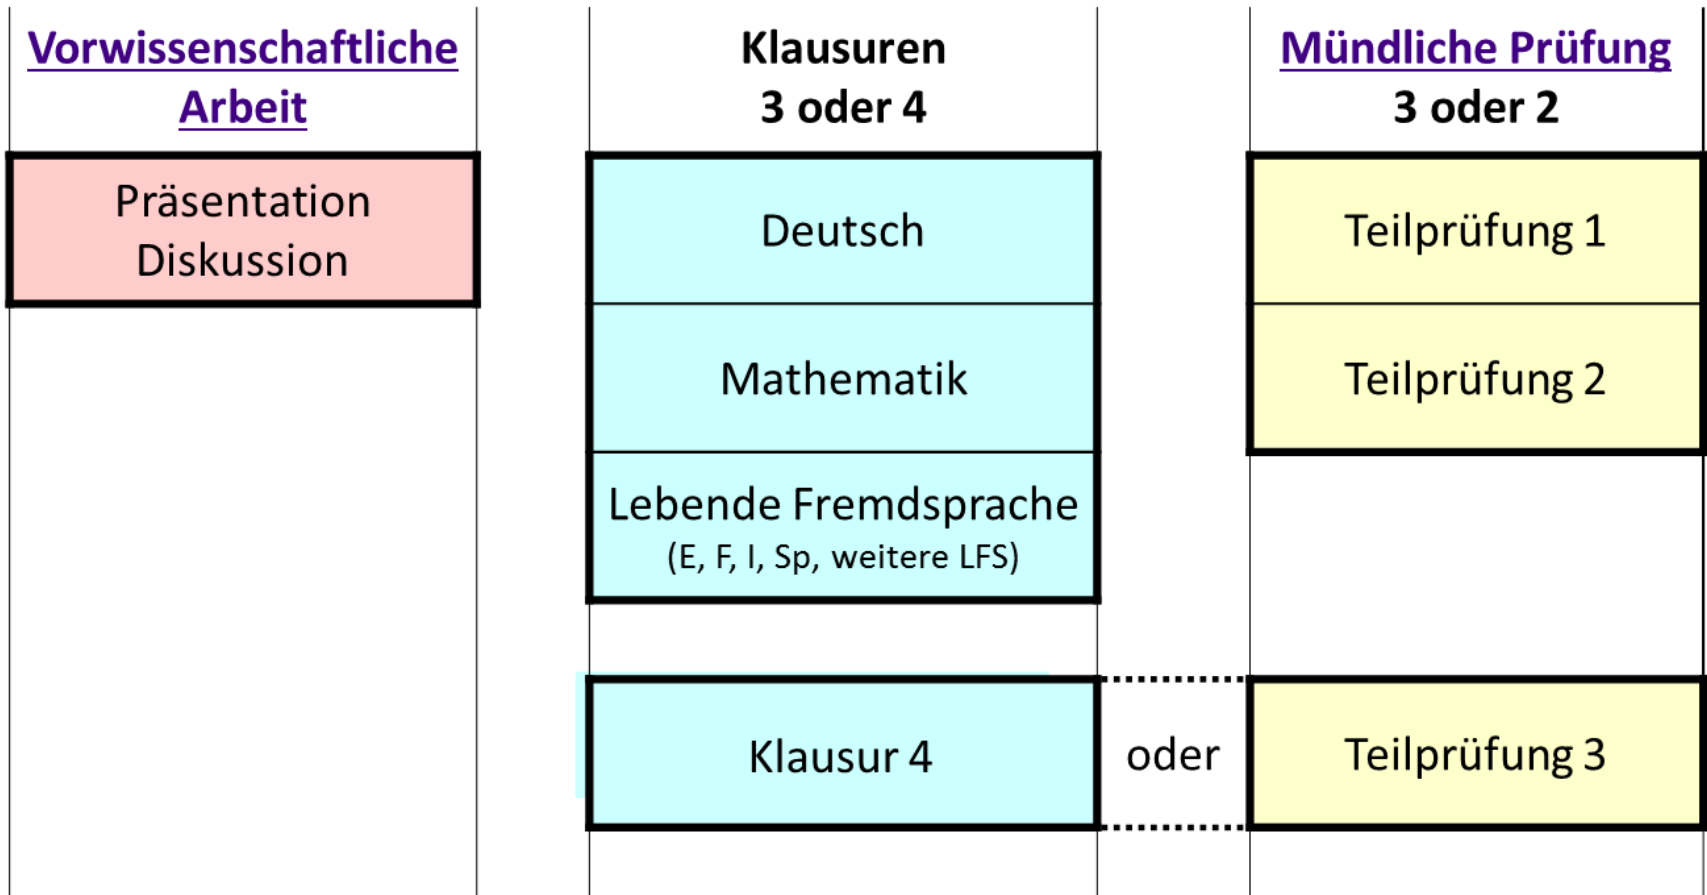 Vorwissenschaftliche
Arbeit
Präsentation
Diskussion
Klausuren
3 oder 4
Deutsch
Mathematik
Lebende Fremdsprache
(E, F, I, Sp, weitere LFS)
Klausur 4
oder
Mündliche Prüfung
3 oder 2
Teilprüfung 1
Teilprüfung 2
Teilprüfung 3